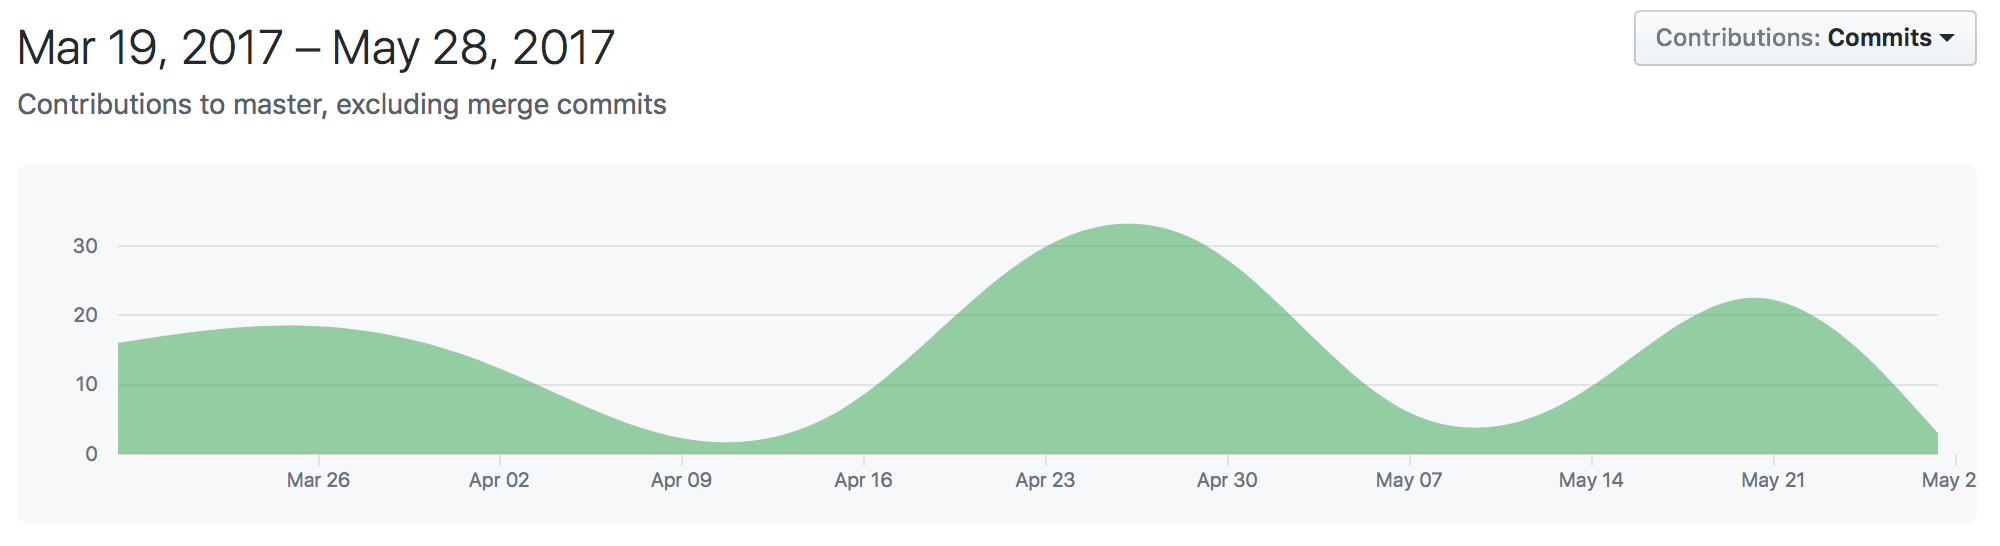 Mar 19, 2017 – May 28, 2017
Contributions: Commits
Contributions to master, excluding merge commits
30
20
10
0
Mar 26 Apr 02 Apr 09 Apr 16 Apr 23 Apr 30 May 07 May 14 May 21 May 2